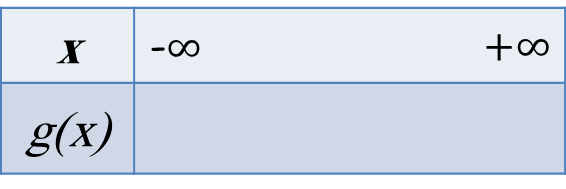 x -∞ +∞
g(x)